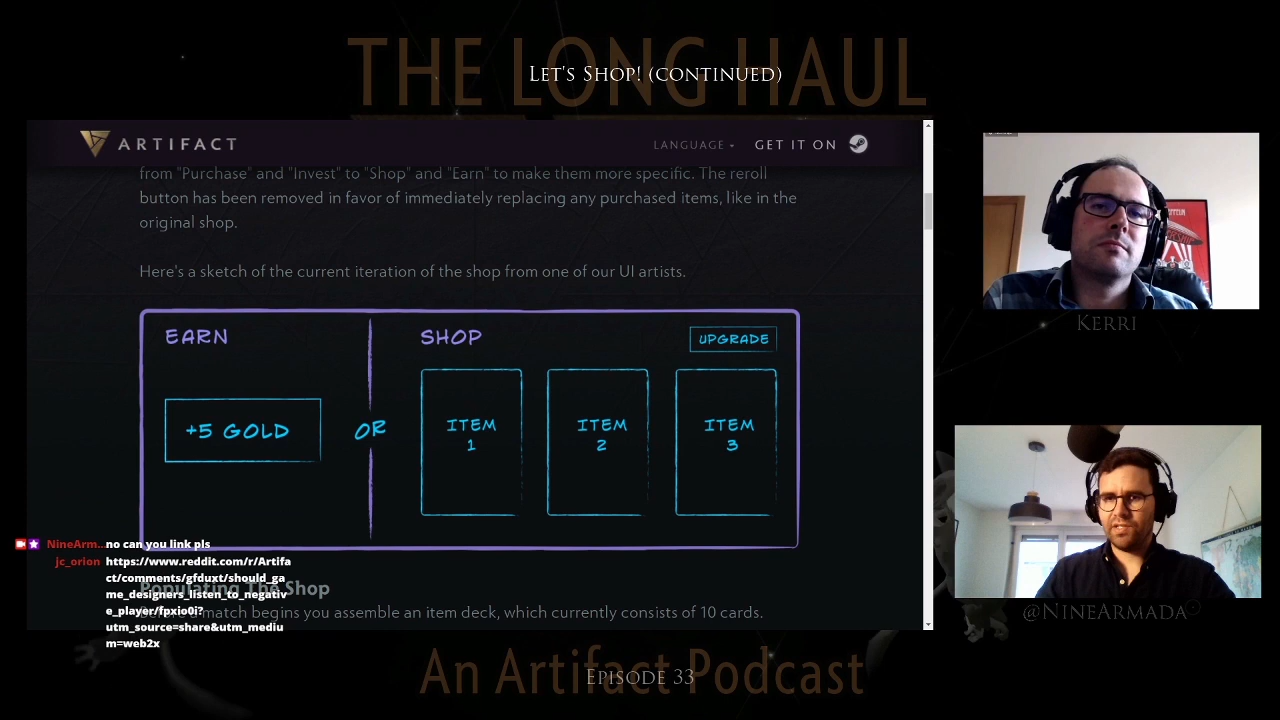 THE LONG HAUL
LET'S SHOP! (CONTINUED)
ARTIFACT
LANGUAGE
GET IT ON
from "Purchase" and "Invest" to "Shop" and "Earn" to make them more specific. The reroll
button has been removed in favor of immediately replacing any purchased items, like in the
original shop.
Here's a sketch of the current iteration of the shop from one of our UI artists.
EARN
SHOP
UPGRADE
+5 GOLD
OR
ITEM
1
ITEM
2
ITEM
3
Populating The Shop
Before a match begins you assemble an item deck, which currently consists of 10 cards.
NineArm... no can you link pls
jc_orion https://www.reddit.com/r/Artifa
ct/comments/gfduxt/should_ga
me_designers_listen_to_negativ
e_player/fpxio0i?
utm_source=share&utm_mediu
m=web2x
KERRI
@NINEARMADA
An Artifact Podcast
EPISODE 33